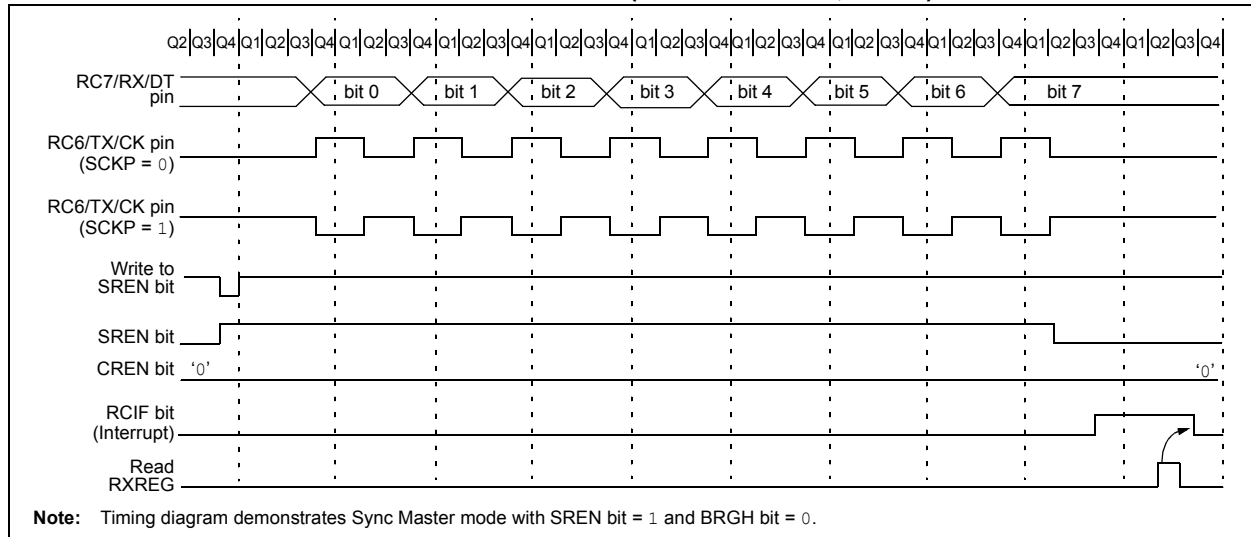 Q2 Q3 Q4 Q1 Q2 Q3 Q4 Q1 Q2 Q3 Q4 Q1 Q2 Q3 Q4 Q1 Q2 Q3 Q4 Q1 Q2 Q3 Q4 Q1 Q2 Q3 Q4 Q1 Q2 Q3 Q4 Q1 Q2 Q3 Q4 Q1 Q2 Q3 Q4 Q1 Q2 Q3 Q4
RC7/RX/DT
pin
bit 0 bit 1 bit 2 bit 3 bit 4 bit 5 bit 6 bit 7
RC6/TX/CK pin
(SCKP = 0)
RC6/TX/CK pin
(SCKP = 1)
Write to
SREN bit
SREN bit
CREN bit '0' '0'
RCIF bit
(Interrupt)
Read
RXREG
Note: Timing diagram demonstrates Sync Master mode with SREN bit = 1 and BRGH bit = 0.